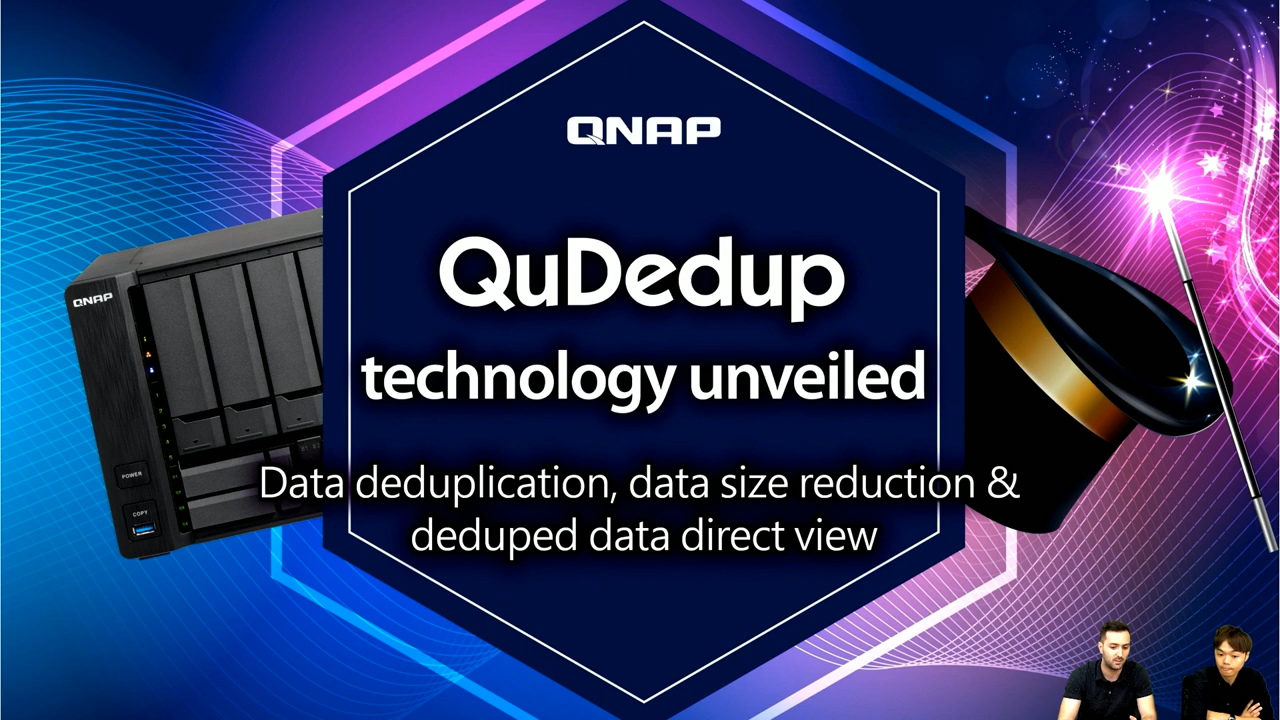 QNAP
QuDedup
technology unveiled
Data deduplication, data size reduction &
deduped data direct view
QNAP
POWER
COPY